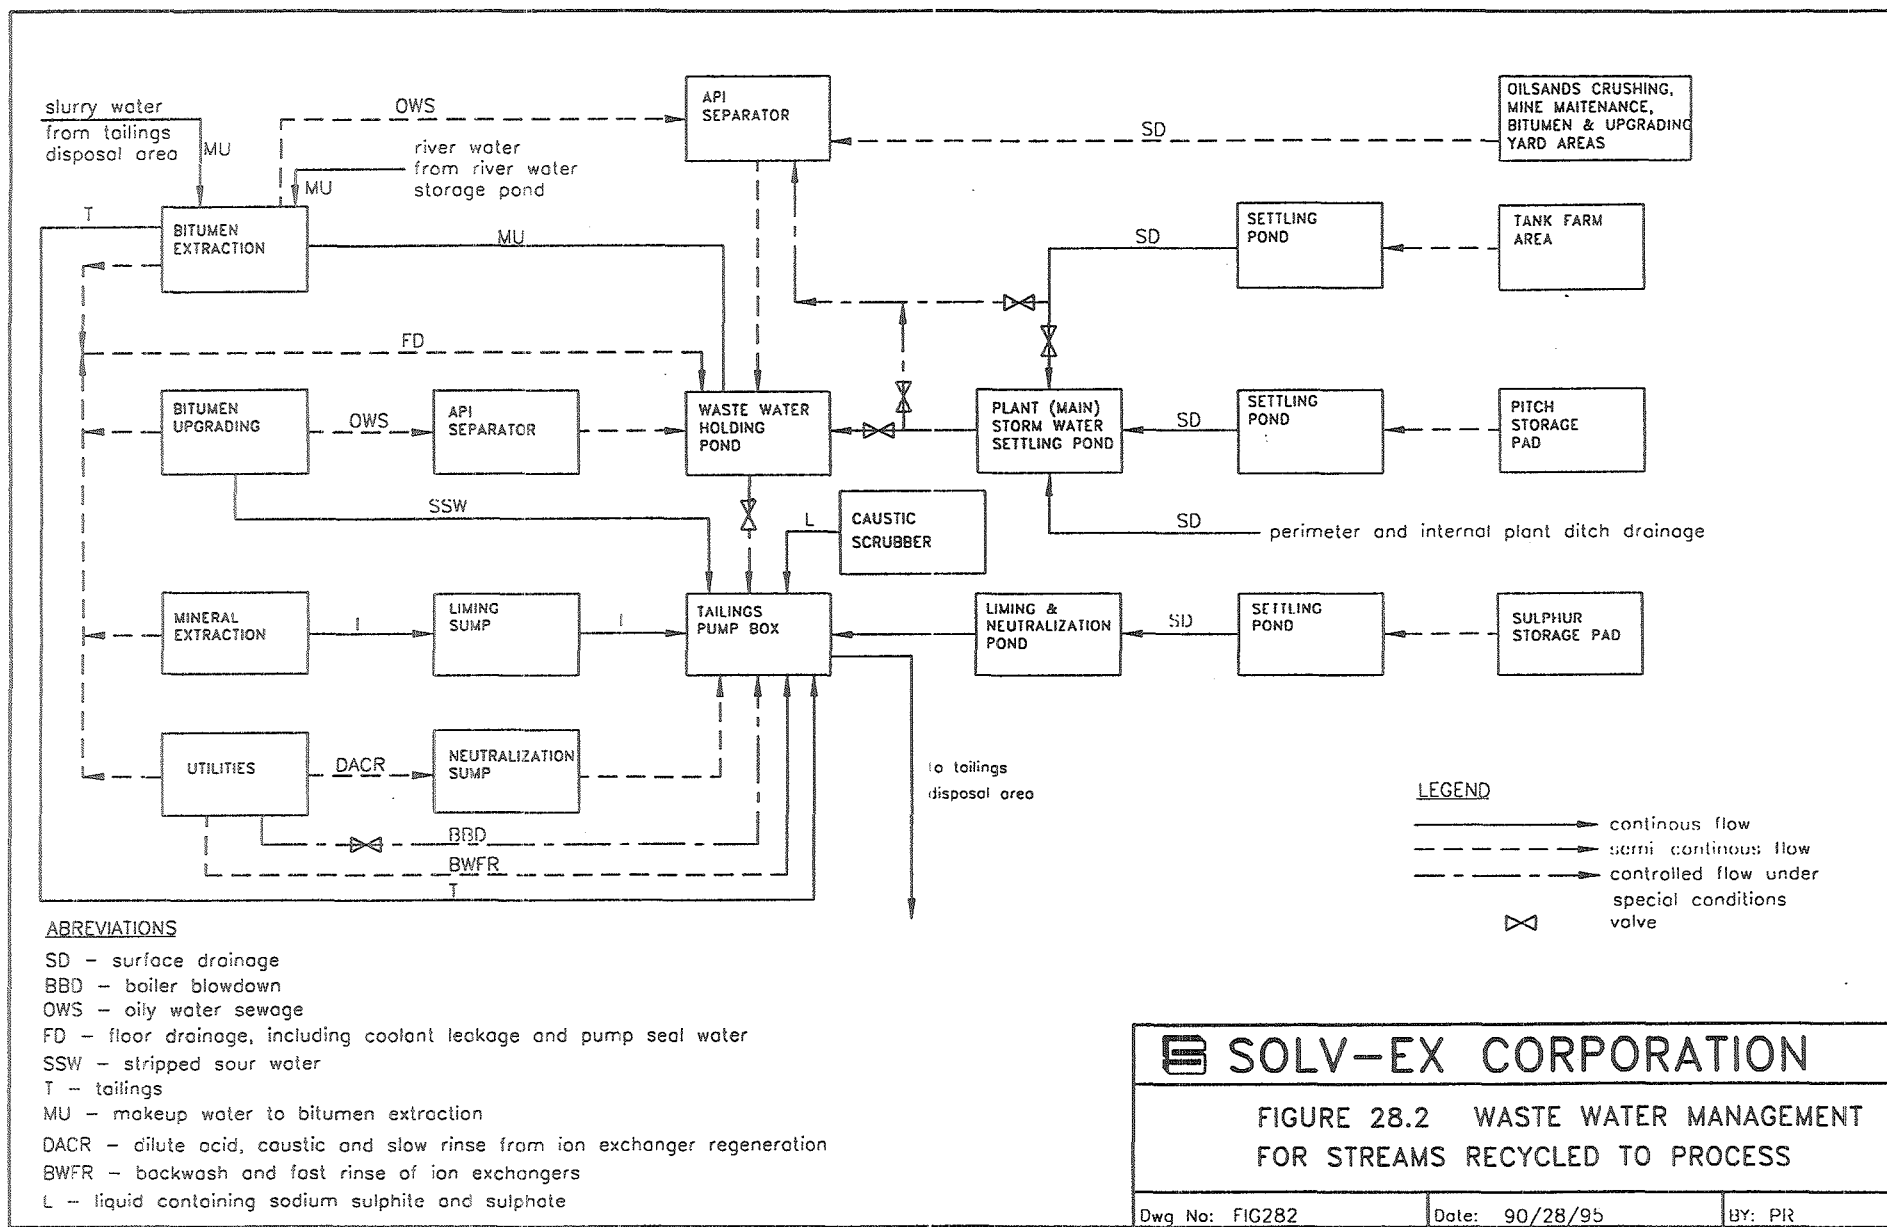 slurry water
from tailings
disposal area
MU
OWS
API
SEPARATOR
SD
OILSANDS CRUSHING,
MINE MAITENANCE,
BITUMEN & UPGRADING
YARD AREAS
river water
from river water
storage pond
MU
T
BITUMEN
EXTRACTION
MU
SD
SETTLING
POND
TANK FARM
AREA
FD
BITUMEN
UPGRADING
OWS
API
SEPARATOR
WASTE WATER
HOLDING
POND
PLANT (MAIN)
STORM WATER
SETTLING POND
SD
SETTLING
POND
PITCH
STORAGE
PAD
SSW
L
CAUSTIC
SCRUBBER
SD
perimeter and internal plant ditch drainage
MINERAL
EXTRACTION
LIMING
SUMP
TAILINGS
PUMP BOX
LIMING &
NEUTRALIZATION
POND
SD
SETTLING
POND
SULPHUR
STORAGE PAD
UTILITIES
DACR
NEUTRALIZATION
SUMP
to tailings
disposal area
BBD
BWFR
T
LEGEND
continous flow
semi continous flow
controlled flow under
special conditions
valve
ABREVIATIONS
SD – surface drainage
BBD – boiler blowdown
OWS – oily water sewage
FD – floor drainage, including coolant leakage and pump seal water
SSW – stripped sour water
T – tailings
MU – makeup water to bitumen extraction
DACR – dilute acid, caustic and slow rinse from ion exchanger regeneration
BWFR – backwash and fast rinse of ion exchangers
L – liquid containing sodium sulphite and sulphate
SOLV–EX CORPORATION
FIGURE 28.2 WASTE WATER MANAGEMENT
FOR STREAMS RECYCLED TO PROCESS
Dwg No: FIG282
Date: 90/28/95
BY: PR